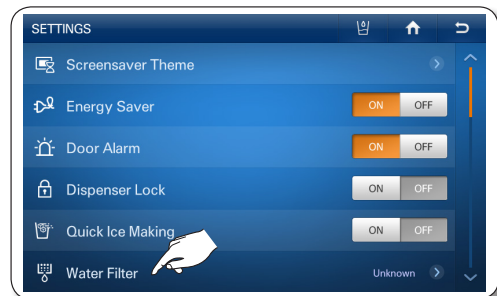 SETTINGS
Screensaver Theme
Energy Saver ON OFF
Door Alarm ON OFF
Dispenser Lock ON OFF
Quick Ice Making ON OFF
Water Filter Unknown